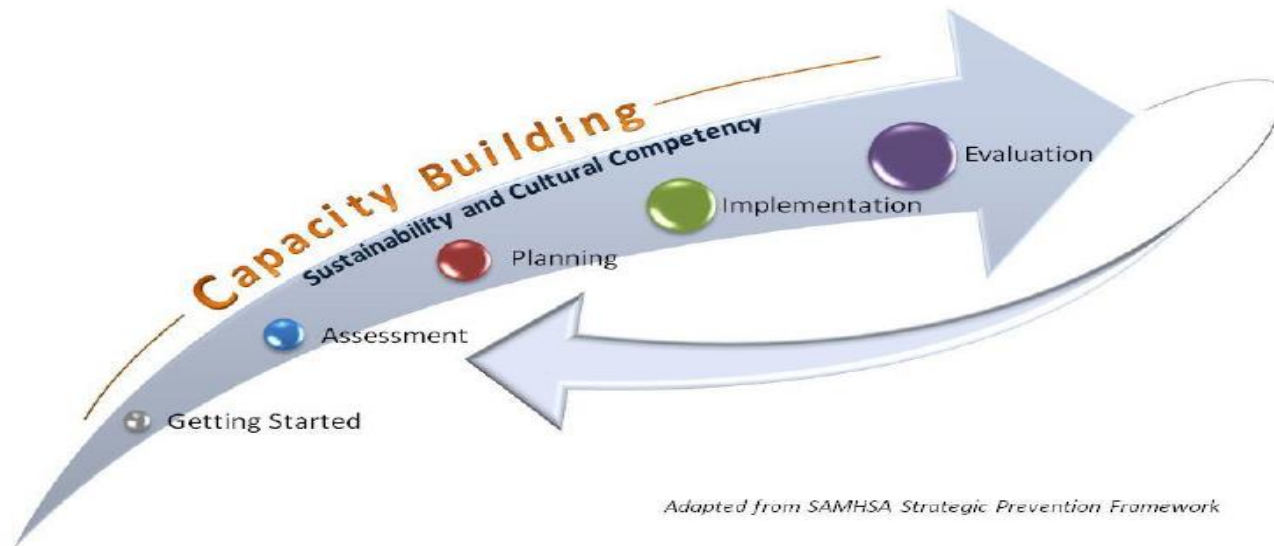 Capacity Building
Sustainability and Cultural Competency
Evaluation
Implementation
Planning
Assessment
Getting Started
Adapted from SAMHSA Strategic Prevention Framework